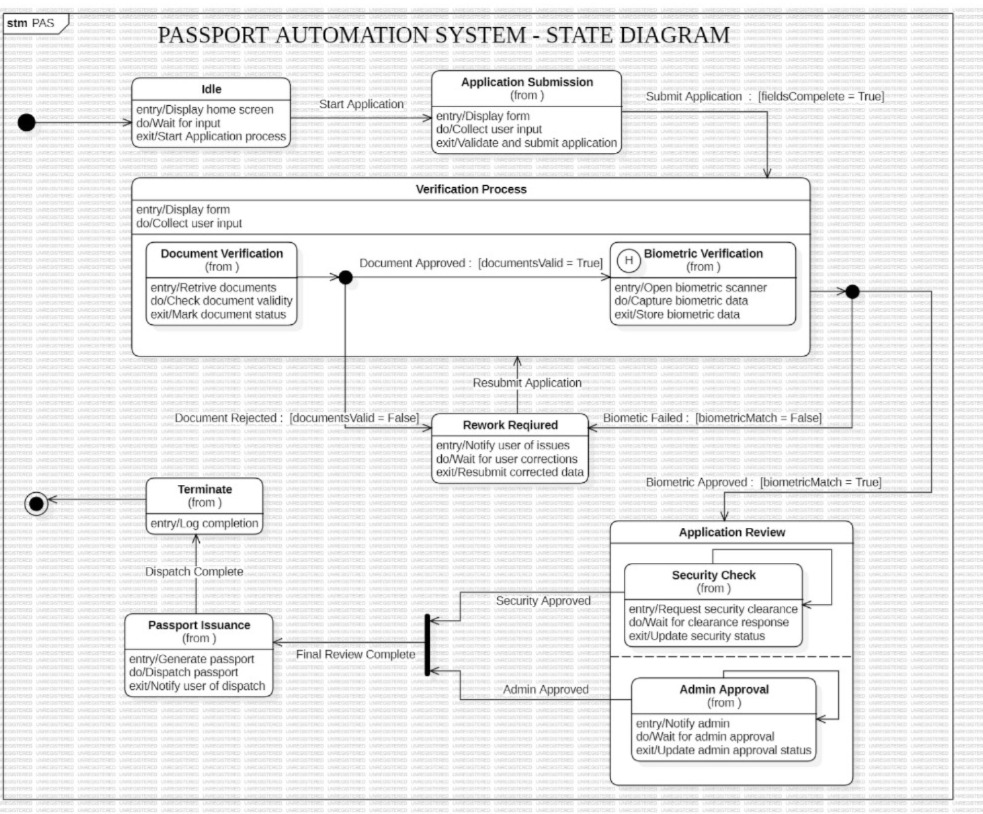 stm PAS
PASSPORT AUTOMATION SYSTEM - STATE DIAGRAM
Idle
entry/Display home screen
do/Wait for input
exit/Start Application process
Start Application
Application Submission
(from )
entry/Display form
do/Collect user input
exit/Validate and submit application
Submit Application : [fieldsCompelete = True]
Verification Process
entry/Display form
do/Collect user input
Document Verification
(from )
entry/Retrive documents
do/Check document validity
exit/Mark document status
Document Approved : [documentsValid = True]
H
Biometric Verification
(from )
entry/Open biometric scanner
do/Capture biometric data
exit/Store biometric data
Resubmit Application
Document Rejected : [documentsValid = False]
Rework Reqiured
entry/Notify user of issues
do/Wait for user corrections
exit/Resubmit corrected data
Biometic Failed : [biometricMatch = False]
Biometric Approved : [biometricMatch = True]
Terminate
(from )
entry/Log completion
Dispatch Complete
Application Review
Security Check
(from )
entry/Request security clearance
do/Wait for clearance response
exit/Update security status
Security Approved
Passport Issuance
(from )
entry/Generate passport
do/Dispatch passport
exit/Notify user of dispatch
Final Review Complete
Admin Approved
Admin Approval
(from )
entry/Notify admin
do/Wait for admin approval
exit/Update admin approval status